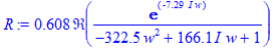 R := 0.608 ℜ(e^(-7.29 I w) / (-322.5 w^2 + 166.1 I w + 1))